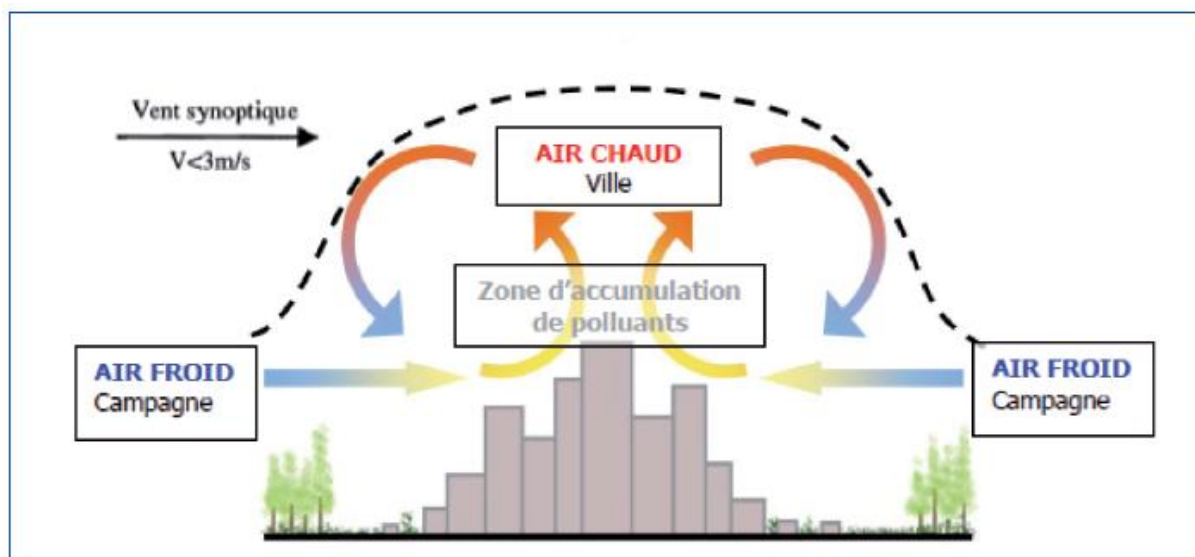 Vent synoptique
V<3m/s
AIR CHAUD
Ville
Zone d'accumulation
de polluants
AIR FROID
Campagne
AIR FROID
Campagne